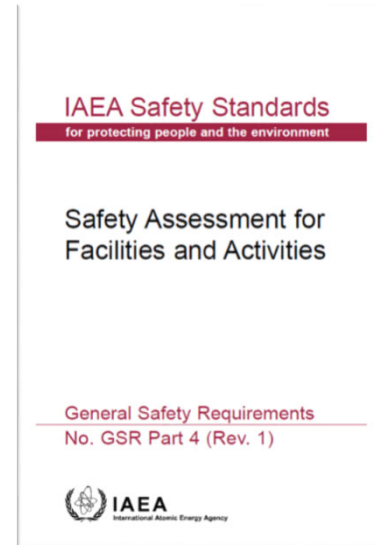 IAEA Safety Standards
for protecting people and the environment
Safety Assessment for
Facilities and Activities
General Safety Requirements
No. GSR Part 4 (Rev. 1)
IAEA
International Atomic Energy Agency